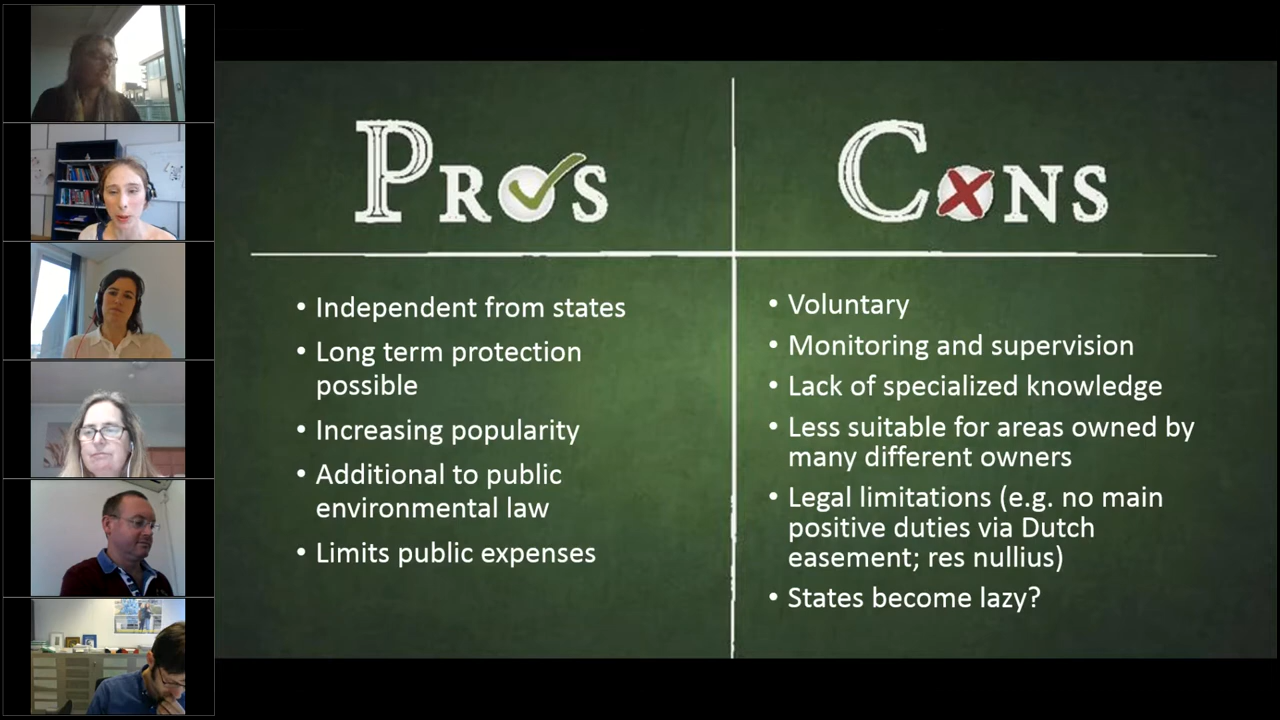 Pros
Cons
• Independent from states
• Long term protection
possible
• Increasing popularity
• Additional to public
environmental law
• Limits public expenses
• Voluntary
• Monitoring and supervision
• Lack of specialized knowledge
• Less suitable for areas owned by
many different owners
• Legal limitations (e.g. no main
positive duties via Dutch
easement; res nullius)
• States become lazy?